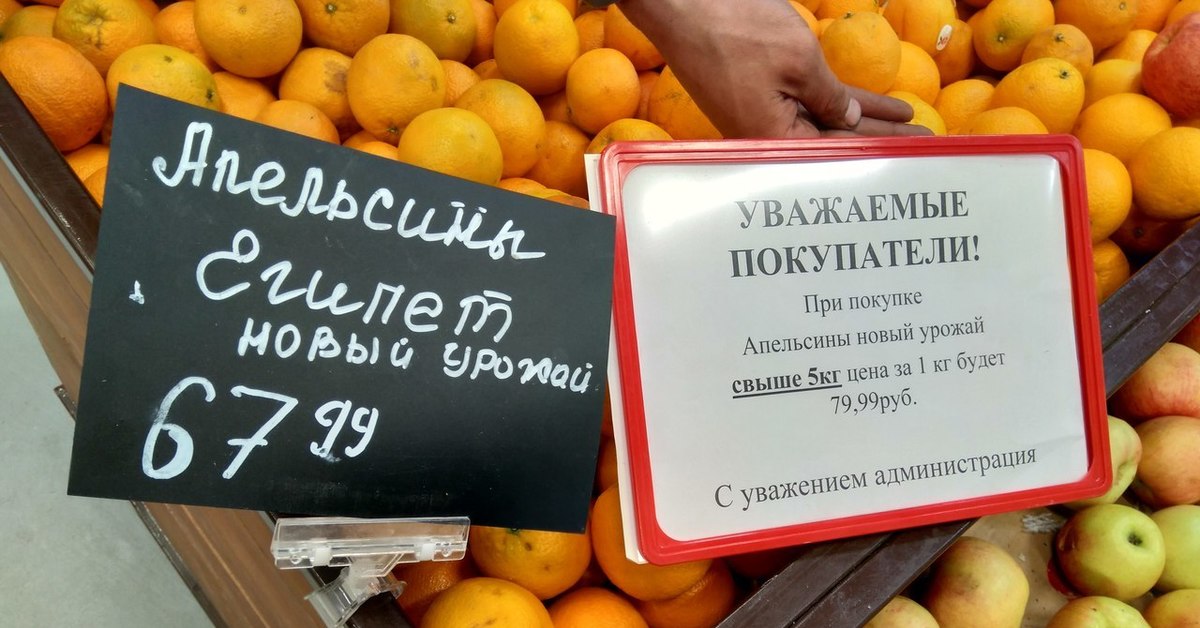 Апельсины
Египет
новый урожай
67 99
УВАЖАЕМЫЕ
ПОКУПАТЕЛИ!
При покупке
Апельсины новый урожай
свыше 5кг цена за 1 кг будет
79,99руб.
С уважением администрация